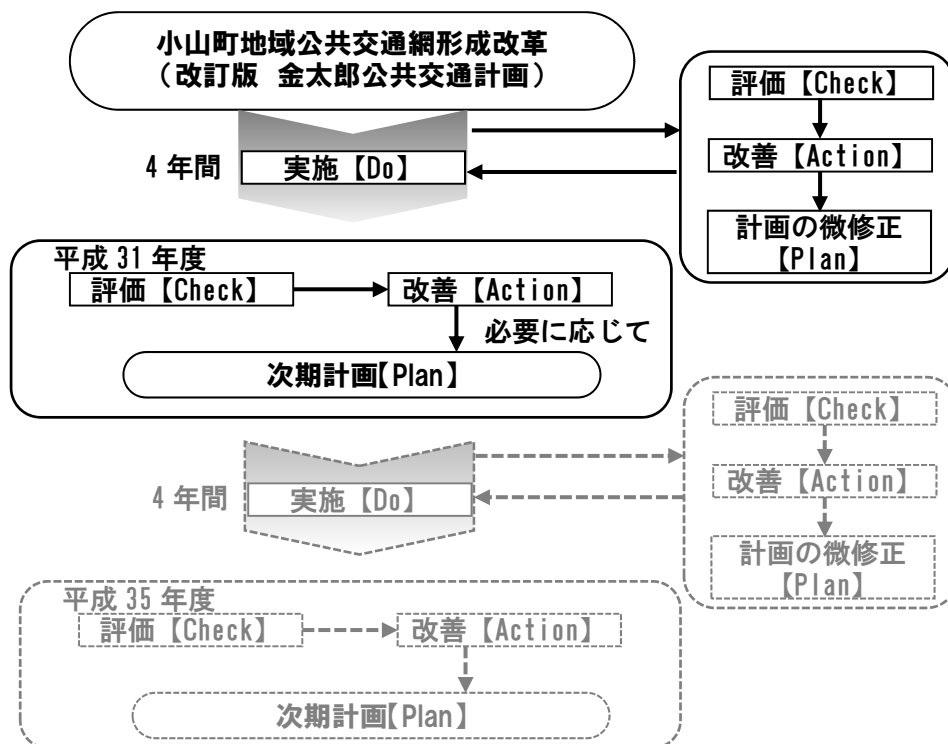 小山町地域公共交通網形成改革
（改訂版 金太郎公共交通計画）
評価【Check】
改善【Action】
計画の微修正
【Plan】
4 年間
実施【Do】
平成 31 年度
評価【Check】
改善【Action】
必要に応じて
次期計画【Plan】
評価【Check】
改善【Action】
計画の微修正
【Plan】
4 年間
実施【Do】
平成 35 年度
評価【Check】
改善【Action】
次期計画【Plan】